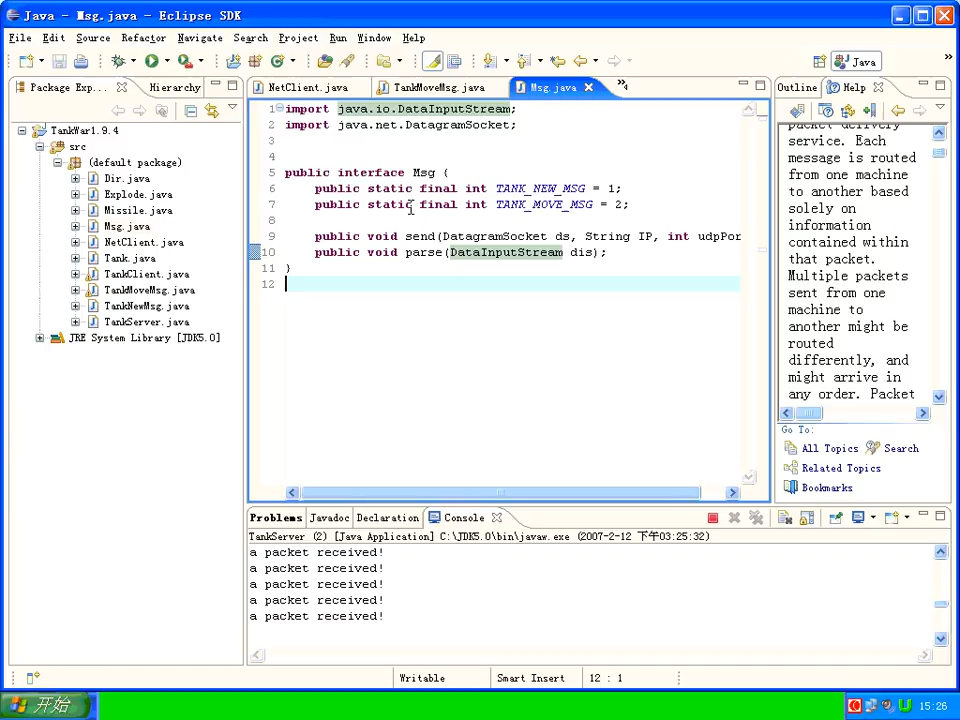 Java - Msg.java - Eclipse SDK
File Edit Source Refactor Navigate Search Project Run Window Help
Java
Package Exp... Hierarchy
NetClient.java TankMoveMsg.java Msg.java 4
Outline Help
TankWar1.9.4
src
(default package)
Dir.java
Explode.java
Missile.java
Msg.java
NetClient.java
Tank.java
TankClient.java
TankMoveMsg.java
TankNewMsg.java
TankServer.java
JRE System Library [JDK5.0]
1 import java.io.DataInputStream;
2 import java.net.DatagramSocket;
3
4
5 public interface Msg {
6 public static final int TANK_NEW_MSG = 1;
7 public static final int TANK_MOVE_MSG = 2;
8
9 public void send(DatagramSocket ds, String IP, int udpPor
10 public void parse(DataInputStream dis);
11 }
12
packet delivery
service. Each
message is routed
from one machine
to another based
solely on
information
contained within
that packet.
Multiple packets
sent from one
machine to
another might be
routed
differently, and
might arrive in
any order. Packet
Go To:
All Topics Search
Related Topics
Bookmarks
Problems Javadoc Declaration Console
TankServer (2) [Java Application] C:\JDK5.0\bin\javaw.exe (2007-2-12 下午03:25:32)
a packet received!
a packet received!
a packet received!
a packet received!
a packet received!
Writable Smart Insert 12 : 1
开始 15:26